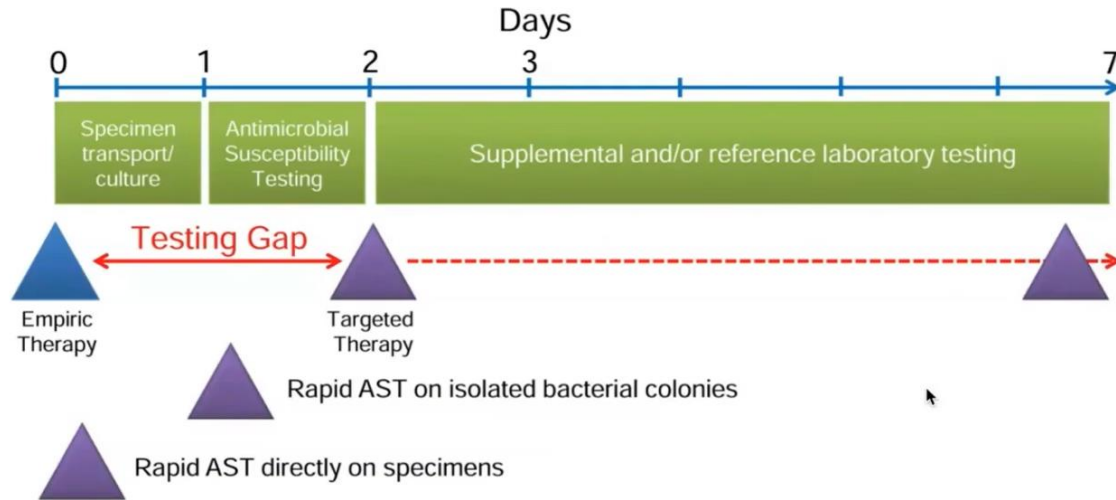 Days
0 1 2 3 7
Specimen
transport/
culture
Antimicrobial
Susceptibility
Testing
Supplemental and/or reference laboratory testing
Testing Gap
Empiric
Therapy
Targeted
Therapy
Rapid AST on isolated bacterial colonies
Rapid AST directly on specimens